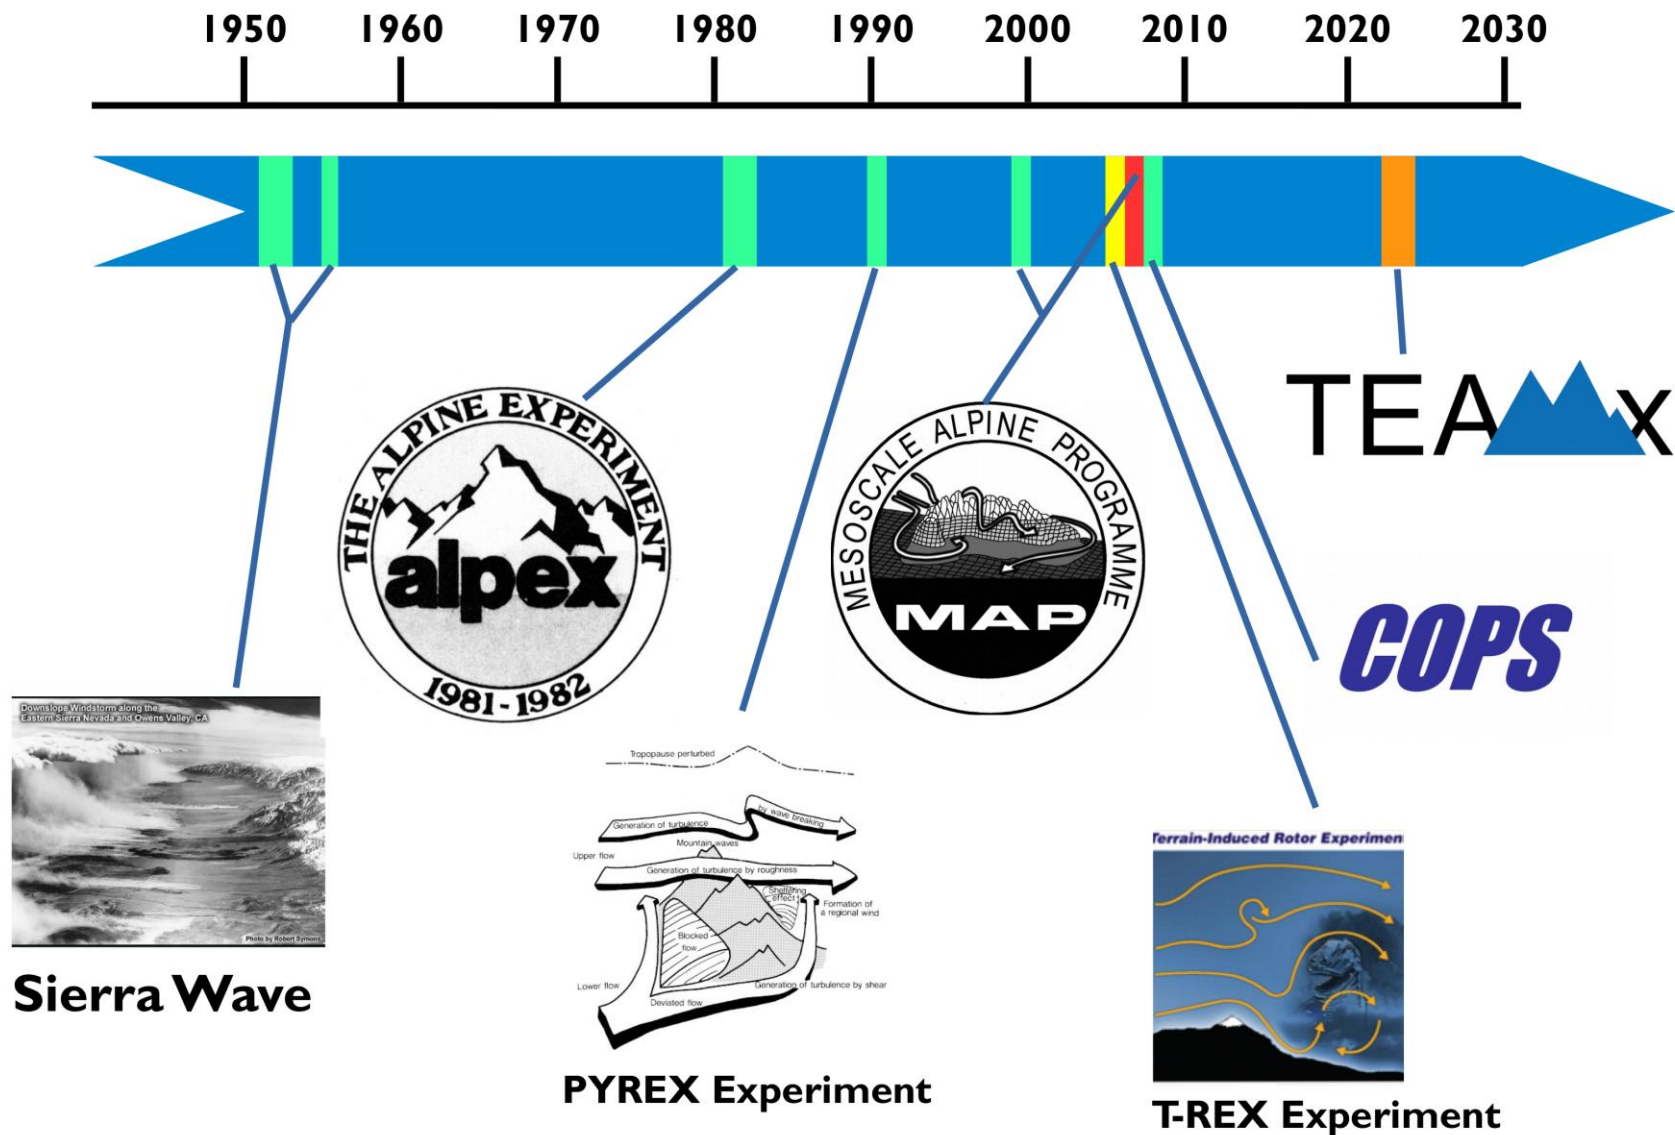 1950 1960 1970 1980 1990 2000 2010 2020 2030
THE ALPINE EXPERIMENT
alpex
1981-1982
MESOSCALE ALPINE PROGRAMME
MAP
TEAMx
COPS
Downslope Windstorm along the
Eastern Sierra Nevada and Owens Valley, CA
Photo by Robert Symons
Sierra Wave
Tropopause perturbed
Generation of turbulence
by wave breaking
Mountain waves
Upper flow
Generation of turbulence by roughness
Sheltering
effect
Formation of
a regional wind
Blocked
flow
Lower flow
Generation of turbulence by shear
Deviated flow
PYREX Experiment
Terrain-Induced Rotor Experimen
T-REX Experiment